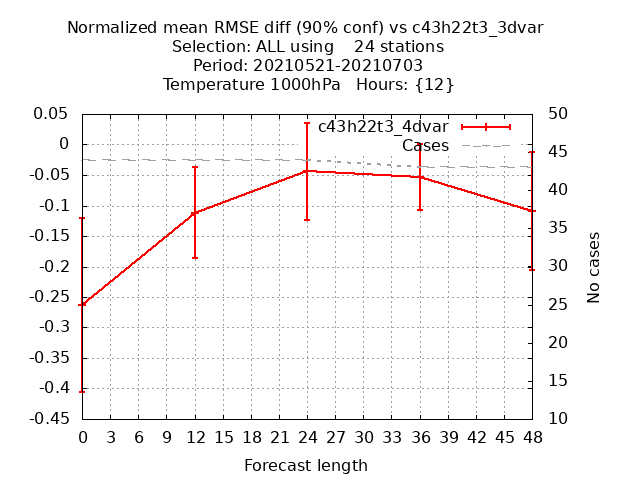 Normalized mean RMSE diff (90% conf) vs c43h22t3_3dvar
Selection: ALL using    24 stations
Period: 20210521-20210703
Temperature 1000hPa   Hours: {12}
c43h22t3_4dvar
Cases
0.05
0
-0.05
-0.1
-0.15
-0.2
-0.25
-0.3
-0.35
-0.4
-0.45
50
45
40
35
30
25
20
15
10
No cases
0 3 6 9 12 15 18 21 24 27 30 33 36 39 42 45 48
Forecast length